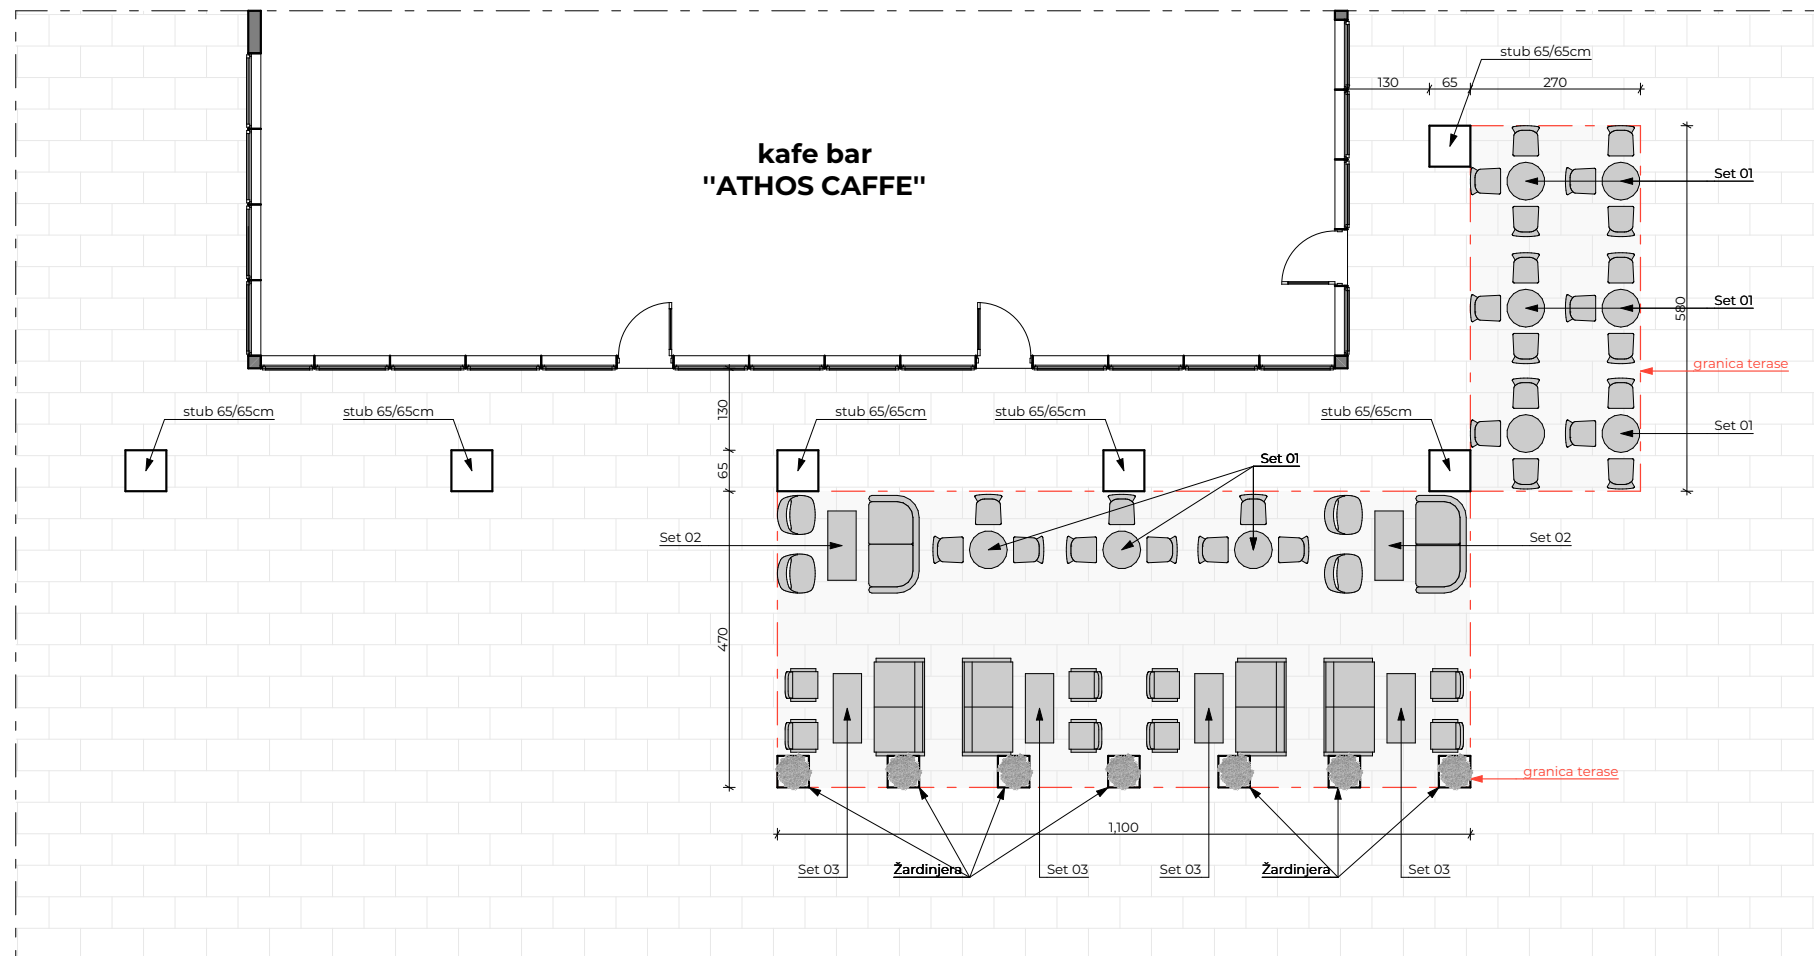 stub 65/65cm
130
65
270
kafe bar
"ATHOS CAFFE"
Set 01
Set 01
580
granica terase
130
stub 65/65cm
stub 65/65cm
stub 65/65cm
stub 65/65cm
stub 65/65cm
Set 01
Set 01
65
Set 02
Set 02
470
granica terase
1,100
Set 03
Žardinjera
Set 03
Set 03
Žardinjera
Set 03